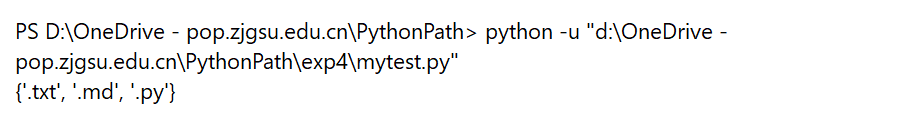 PS D:\OneDrive - pop.zjgsu.edu.cn\PythonPath> python -u "d:\OneDrive -
pop.zjgsu.edu.cn\PythonPath\exp4\mytest.py"
{'.txt', '.md', '.py'}